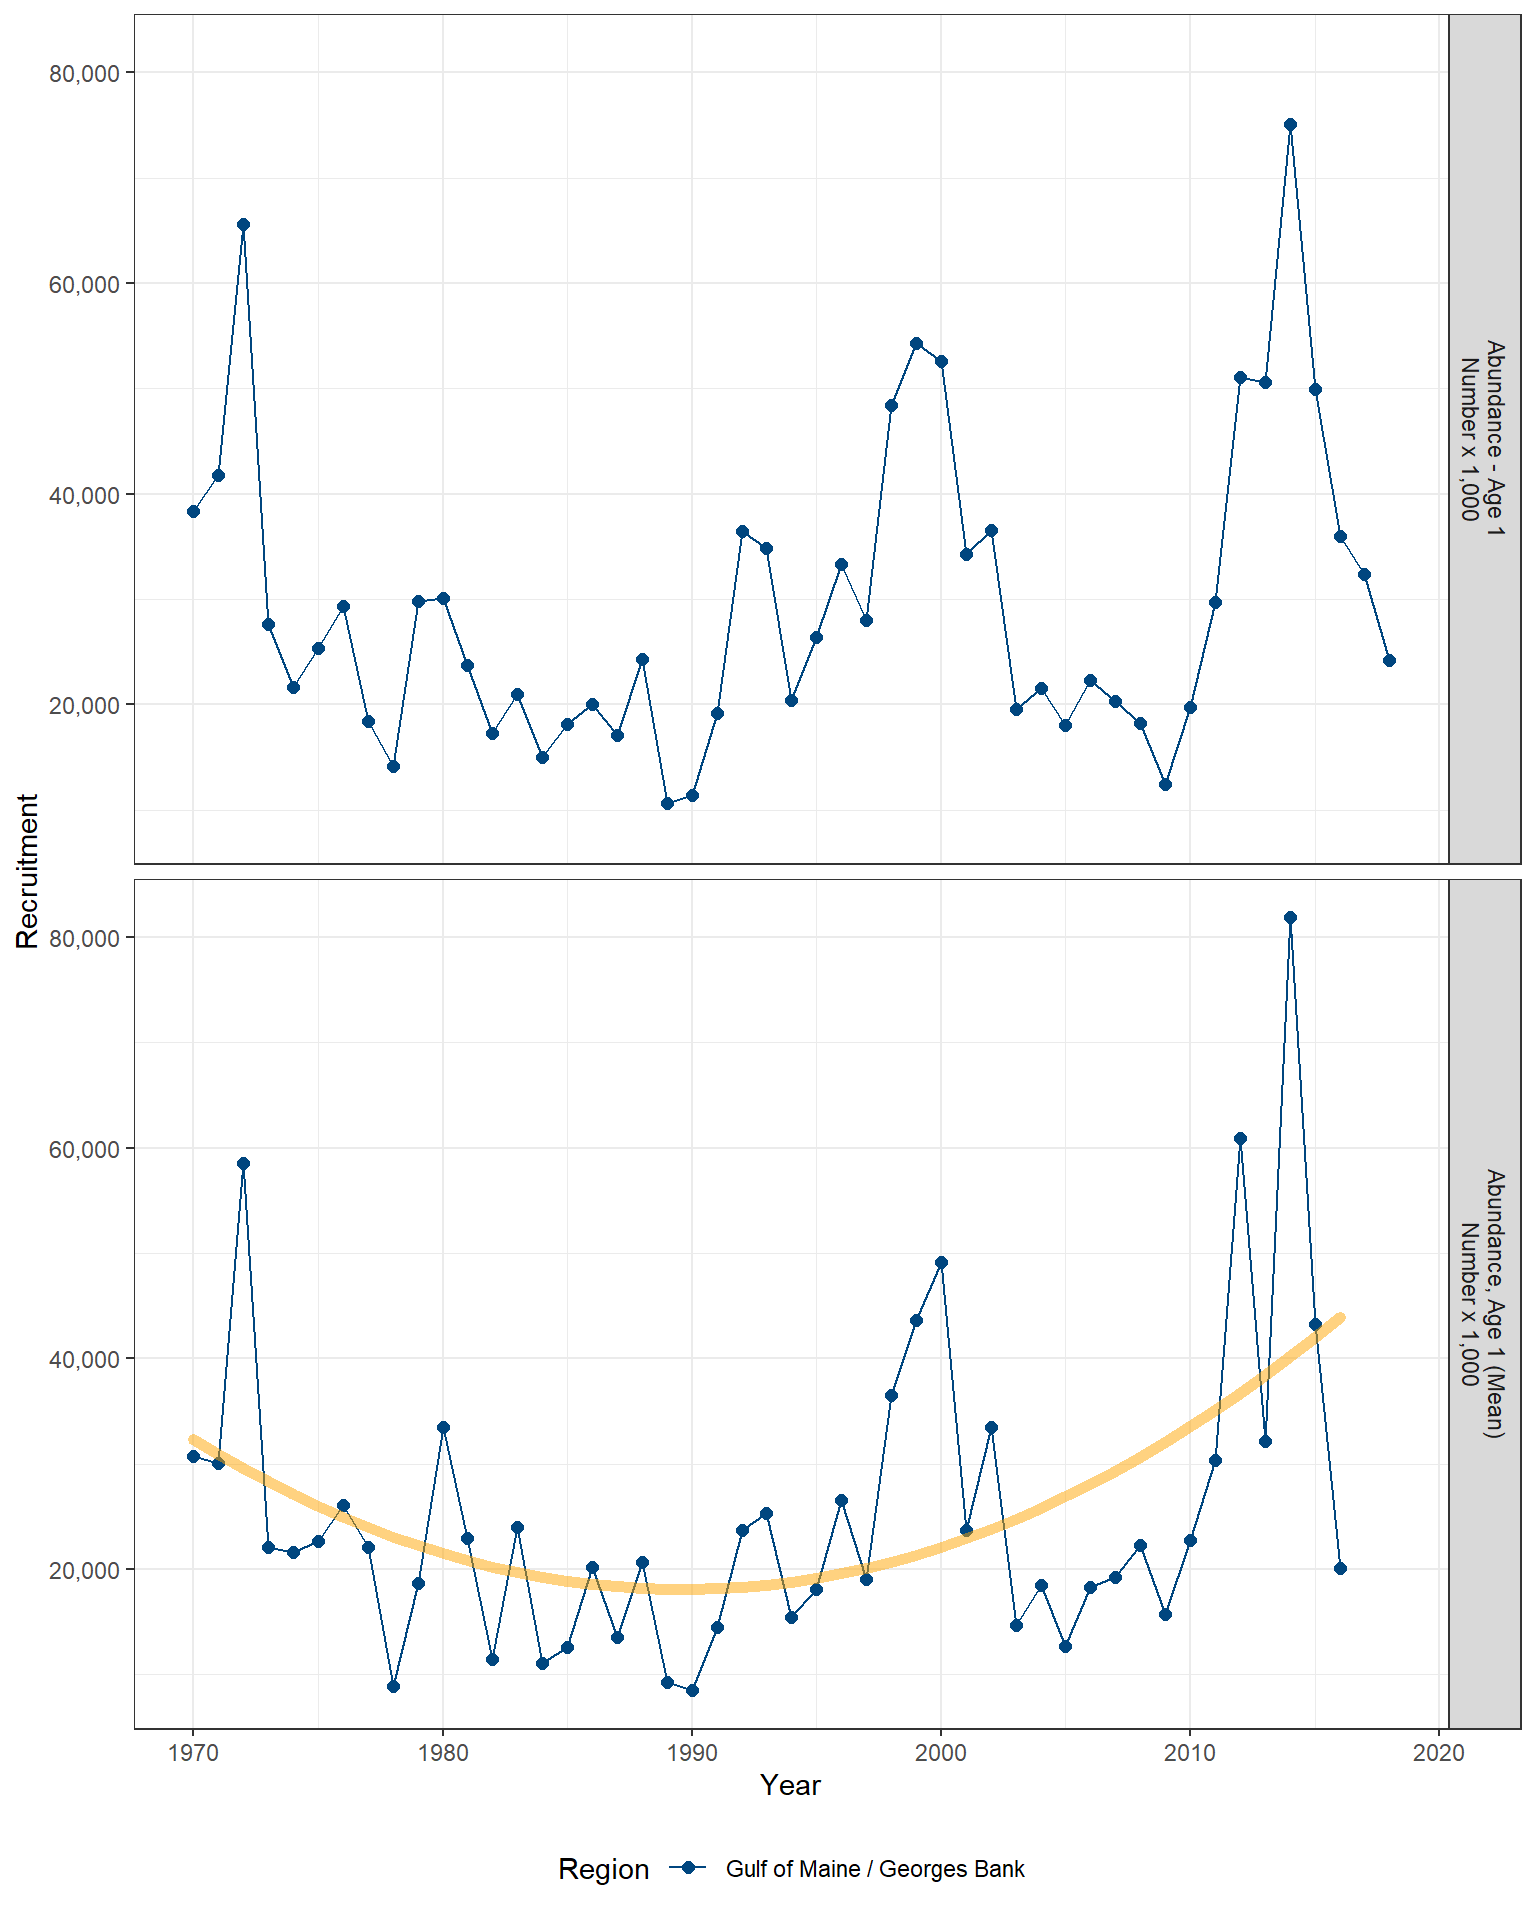 80,000
60,000
40,000
20,000
Abundance - Age 1
Number x 1,000
Recruitment
80,000
60,000
40,000
20,000
Abundance, Age 1 (Mean)
Number x 1,000
1970
1980
1990
2000
2010
2020
Year
Region
Gulf of Maine / Georges Bank